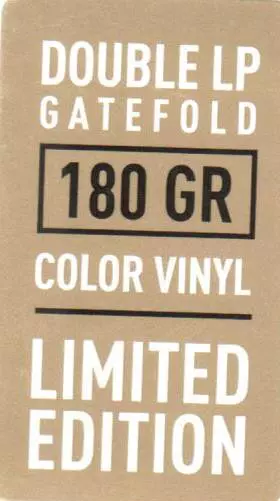 DOUBLE LP
GATEFOLD
180 GR
COLOR VINYL
LIMITED
EDITION